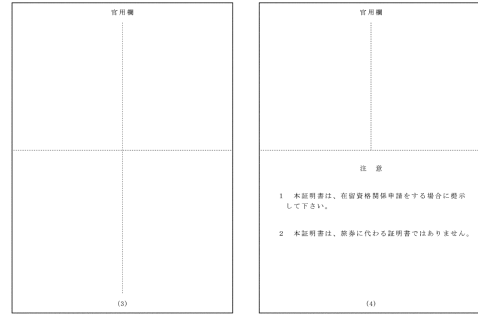 官用欄
(3)
官用欄
注 意
1 本証明書は、在留資格関係申請をする場合に提示
して下さい。
2 本証明書は、旅券に代わる証明書ではありません。
(4)